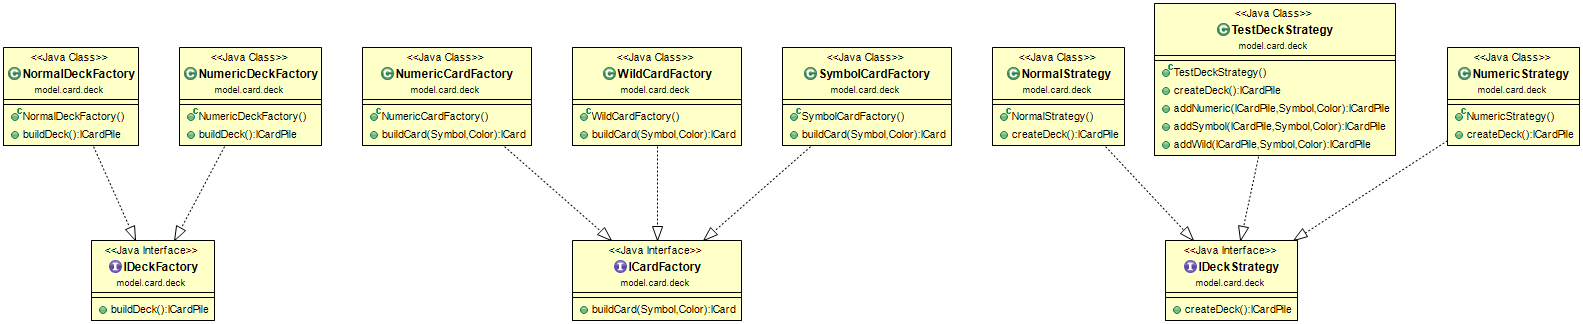 <<Java Class>>
NormalDeckFactory
model.card.deck
NormalDeckFactory()
buildDeck():ICardPile
<<Java Class>>
NumericDeckFactory
model.card.deck
NumericDeckFactory()
buildDeck():ICardPile
<<Java Class>>
NumericCardFactory
model.card.deck
NumericCardFactory()
buildCard(Symbol,Color):ICard
<<Java Class>>
WildCardFactory
model.card.deck
WildCardFactory()
buildCard(Symbol,Color):ICard
<<Java Class>>
SymbolCardFactory
model.card.deck
SymbolCardFactory()
buildCard(Symbol,Color):ICard
<<Java Class>>
NormalStrategy
model.card.deck
NormalStrategy()
createDeck():ICardPile
<<Java Class>>
TestDeckStrategy
model.card.deck
TestDeckStrategy()
createDeck():ICardPile
addNumeric(ICardPile,Symbol,Color):ICardPile
addSymbol(ICardPile,Symbol,Color):ICardPile
addWild(ICardPile,Symbol,Color):ICardPile
<<Java Class>>
NumericStrategy
model.card.deck
NumericStrategy()
createDeck():ICardPile
<<Java Interface>>
IDeckFactory
model.card.deck
buildDeck():ICardPile
<<Java Interface>>
ICardFactory
model.card.deck
buildCard(Symbol,Color):ICard
<<Java Interface>>
IDeckStrategy
model.card.deck
createDeck():ICardPile